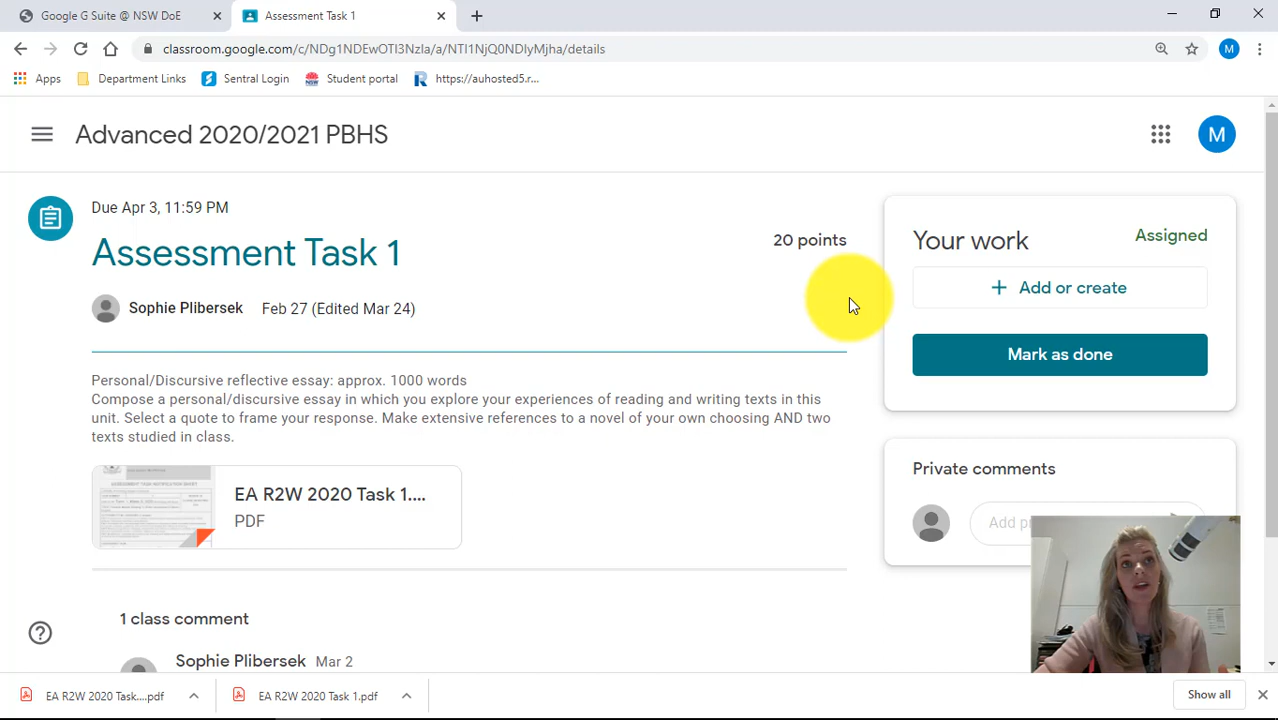 Google G Suite @ NSW DoE
Assessment Task 1
classroom.google.com/c/NDg1NDEwOTI3Nzla/a/NTI1NjQ0NDIyMjha/details
M
Apps
Department Links
Sentral Login
Student portal
https://auhosted5.r...
Advanced 2020/2021 PBHS
M
Due Apr 3, 11:59 PM
Assessment Task 1
20 points
Sophie Plibersek Feb 27 (Edited Mar 24)
Personal/Discursive reflective essay: approx. 1000 words
Compose a personal/discursive essay in which you explore your experiences of reading and writing texts in this
unit. Select a quote to frame your response. Make extensive references to a novel of your own choosing AND two
texts studied in class.
EA R2W 2020 Task 1....
PDF
1 class comment
Sophie Plibersek Mar 2
Your work
Assigned
+ Add or create
Mark as done
Private comments
Add
EA R2W 2020 Task....pdf
EA R2W 2020 Task 1.pdf
Show all